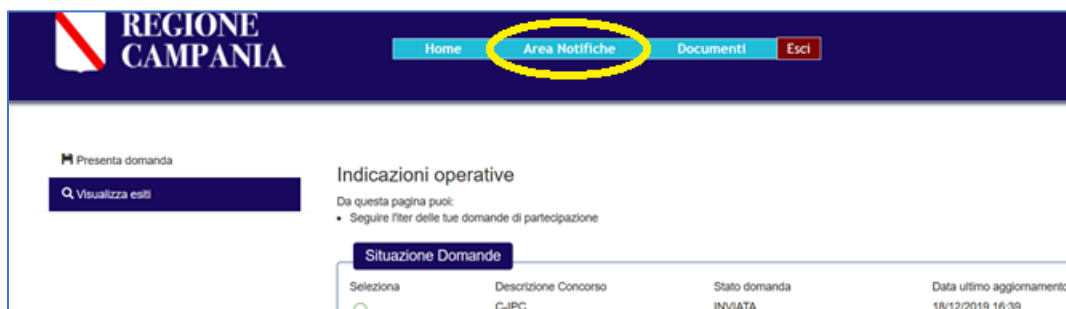 REGIONE
CAMPANIA
Home Area Notifiche Documenti Esci
Presenta domanda
Visualizza esiti
Indicazioni operative
Da questa pagina puoi:
• Seguire l'iter delle tue domande di partecipazione
Situazione Domande
Seleziona Descrizione Concorso Stato domanda Data ultimo aggiornamento
C-IPC INVIATA 18/12/2019 16:39